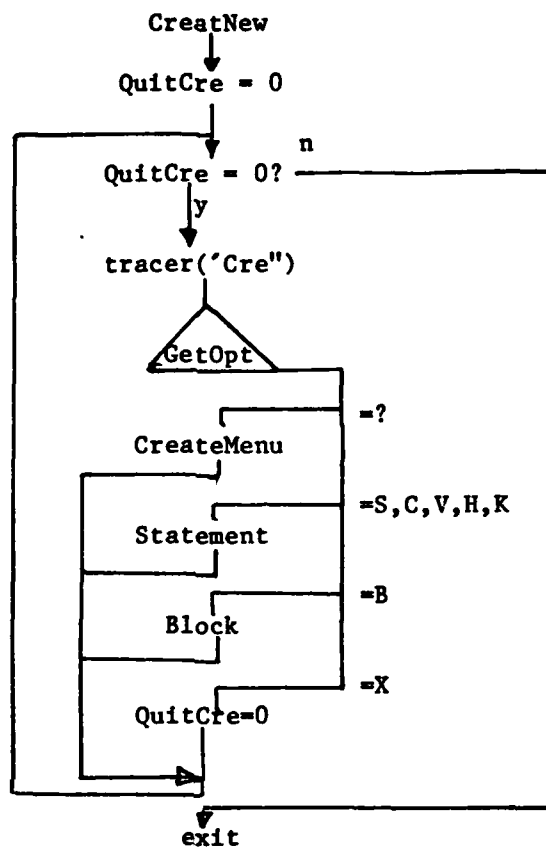 CreatNew
QuitCre = 0
n
QuitCre = 0?
y
tracer('Cre")
GetOpt
=?
CreateMenu
=S,C,V,H,K
Statement
=B
Block
=X
QuitCre=0
exit